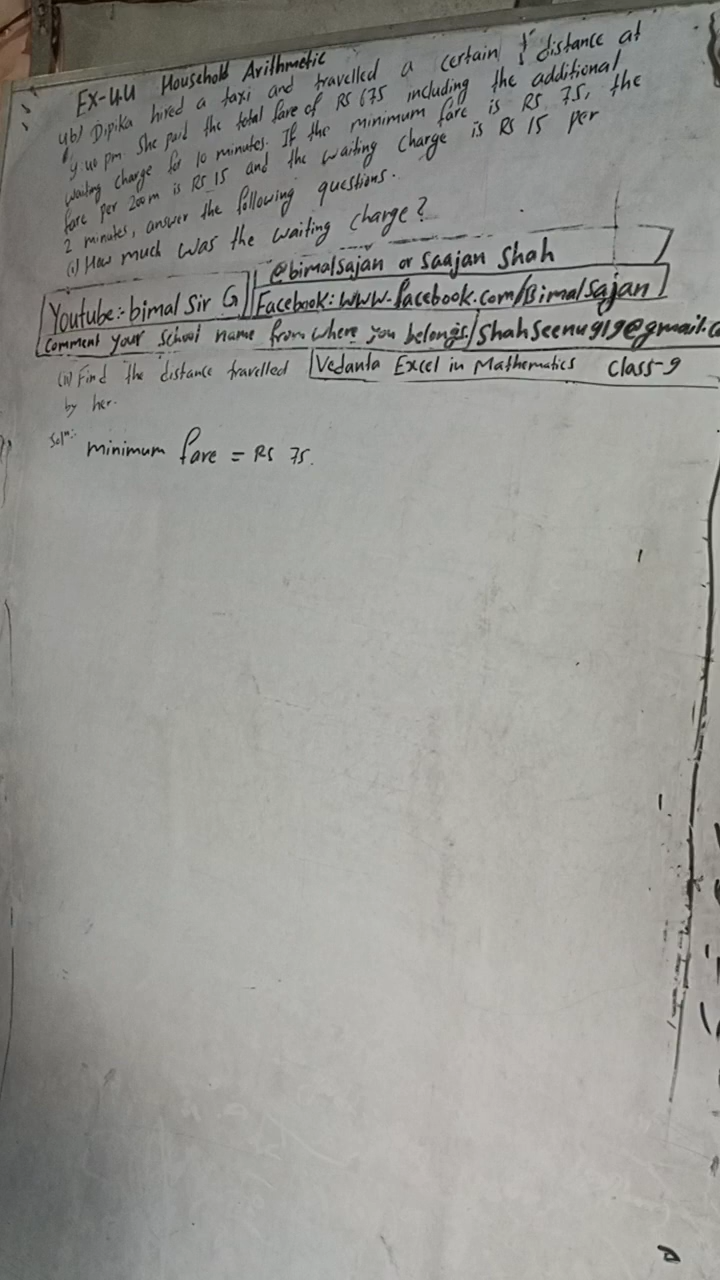 Ex-4.4 Household Arithmetic
4b) Dipika hired a taxi and travelled a certain distance at
4:40 pm she paid the total fare of RS 675 including the additional
waiting charge for 10 minutes. If the minimum fare is RS 75, the
fare per 200m is RS 15 and the waiting charge is RS 15 per
2 minutes, answer the following questions.
(i) How much was the waiting charge?
@bimalsajan or Saajan Shah
Youtube:- bimal Sir G
Facebook: www.facebook.com/Bimalsajan
Comment your school name from where you belongs/Shahseenu919@gmail.c
(ii) Find the distance travelled Vedanta Excel in Mathematics Class-9
by her.
Solⁿ:- minimum fare = RS 75.